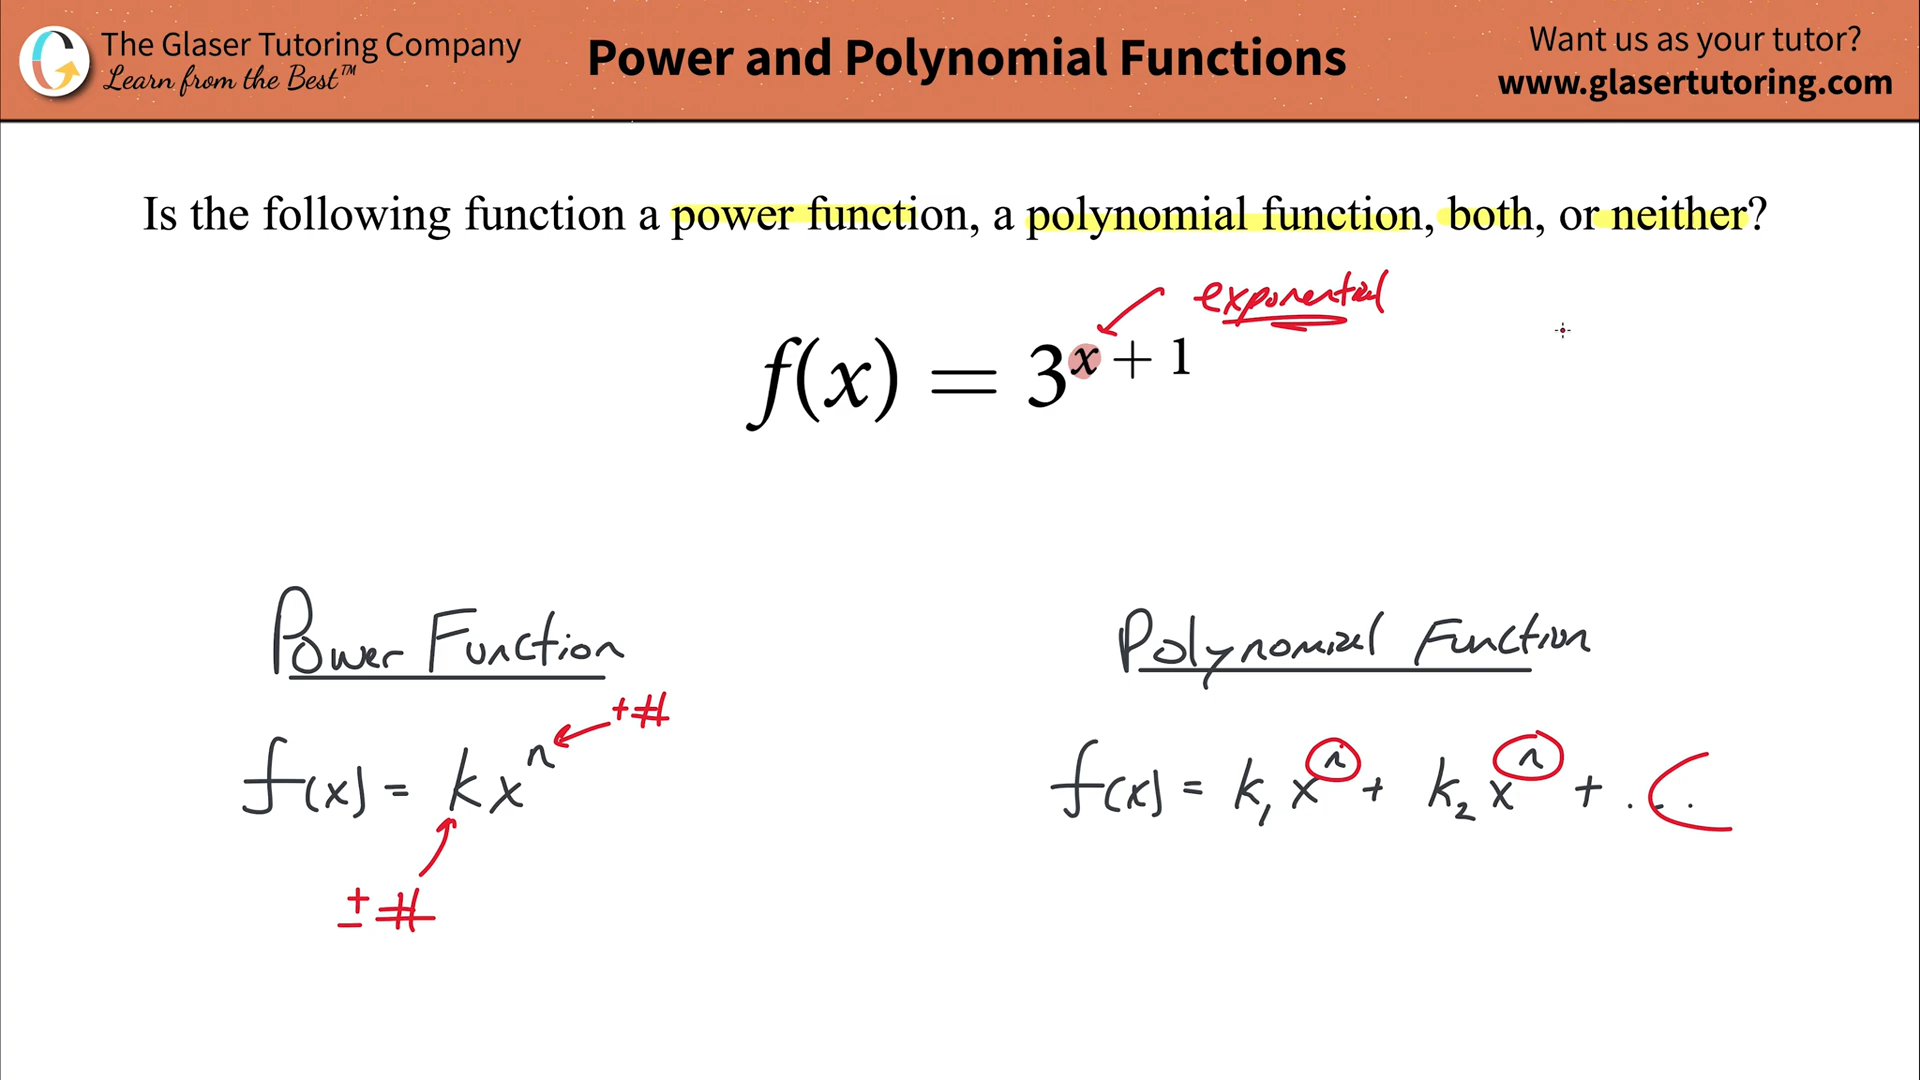 The Glaser Tutoring Company
Learn from the Best™
Power and Polynomial Functions
Want us as your tutor?
www.glasertutoring.com
Is the following function a power function, a polynomial function, both, or neither?
exponential
f(x) = 3^{x + 1}
Power Function
+#
f(x) = kx^n
±#
Polynomial Function
f(x) = k₁x^n + k₂x^n + ...